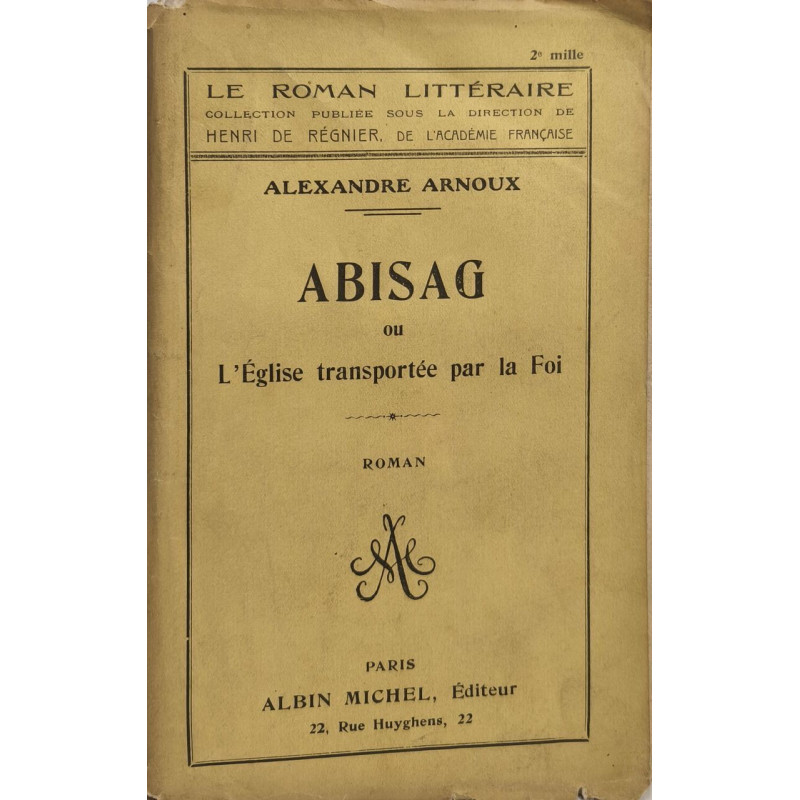 2e mille
LE ROMAN LITTÉRAIRE
COLLECTION PUBLIÉE SOUS LA DIRECTION DE
HENRI DE RÉGNIER, DE L'ACADÉMIE FRANÇAISE
ALEXANDRE ARNOUX
ABISAG
ou
L'Église transportée par la Foi
ROMAN
AM
PARIS
ALBIN MICHEL, Éditeur
22, Rue Huyghens, 22